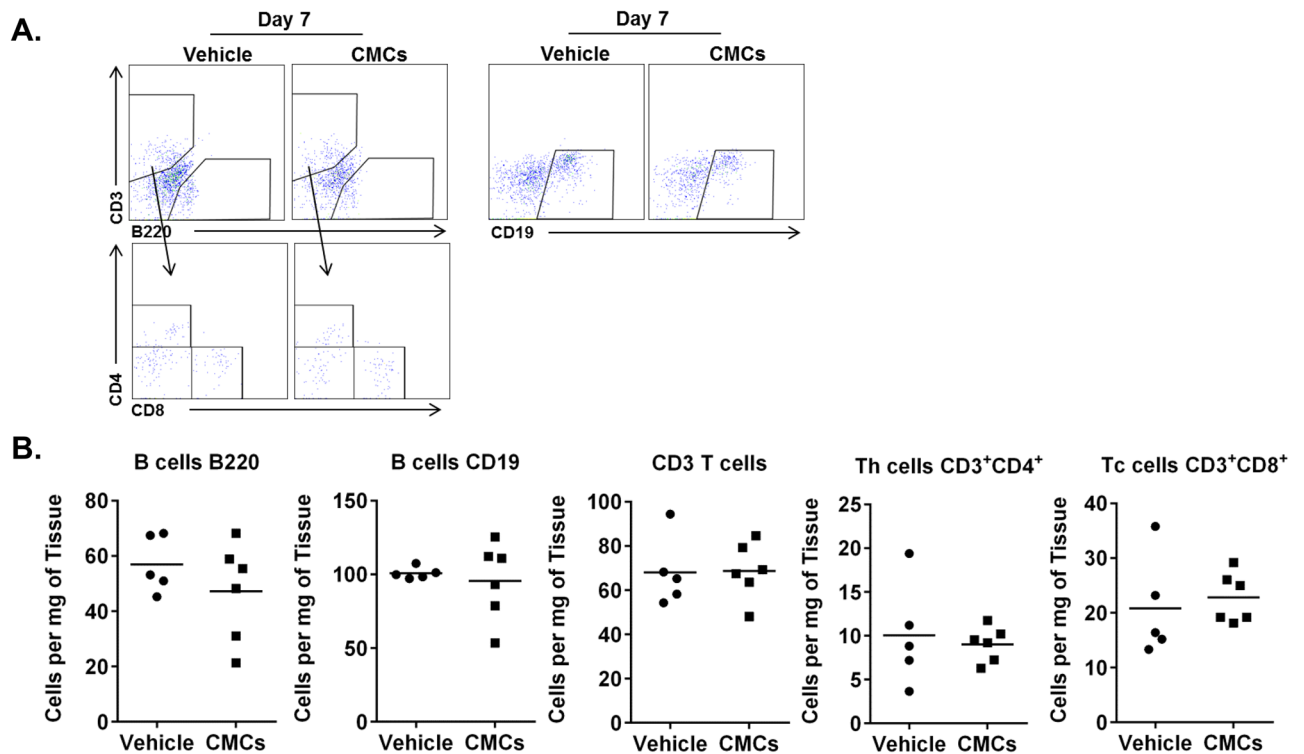 A.
Day 7
Day 7
Vehicle
CMCs
Vehicle
CMCs
CD3
B220
CD19
CD4
CD8
B.
B cells B220
B cells CD19
CD3 T cells
Th cells CD3⁺CD4⁺
Tc cells CD3⁺CD8⁺
Cells per mg of Tissue
80
60
40
20
0
Vehicle CMCs
Cells per mg of Tissue
150
100
50
0
Vehicle CMCs
Cells per mg of Tissue
100
80
60
40
20
0
Vehicle CMCs
Cells per mg of Tissue
25
20
15
10
5
0
Vehicle CMCs
Cells per mg of Tissue
40
30
20
10
0
Vehicle CMCs